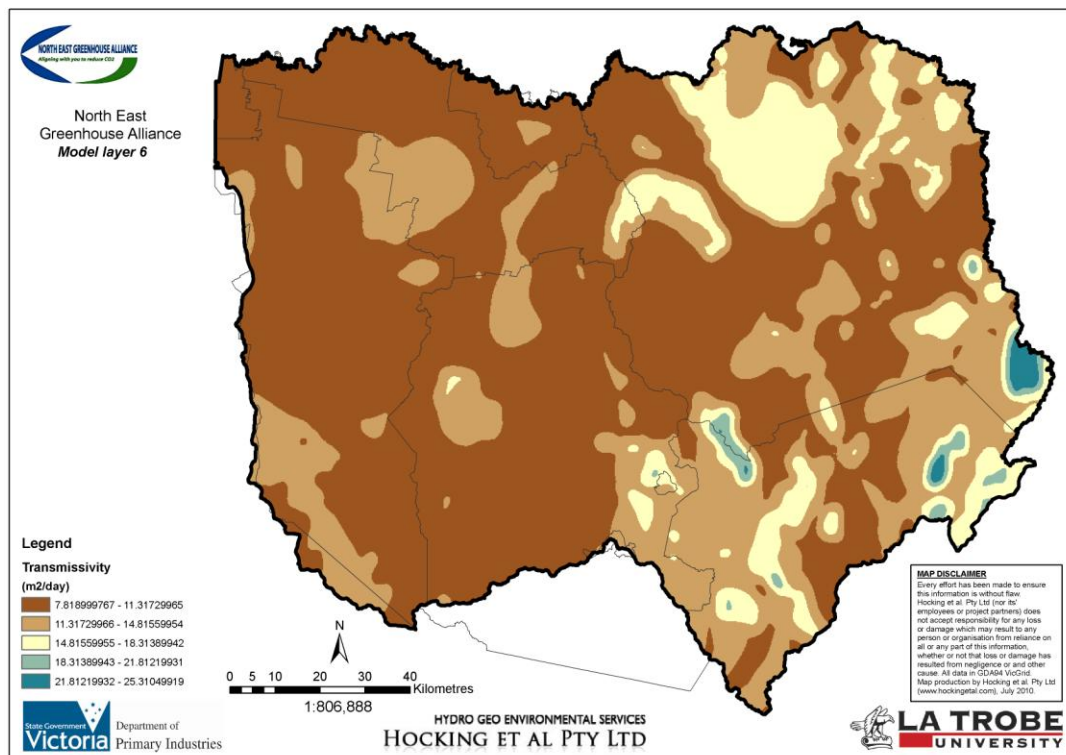 NORTH EAST GREENHOUSE ALLIANCE
Aligning with you to reduce CO2
North East
Greenhouse Alliance
Model layer 6
Legend
Transmissivity
(m2/day)
7.818999767 - 11.31729965
11.31729966 - 14.81559954
14.81559955 - 18.31389942
18.31389943 - 21.81219931
21.81219932 - 25.31049919
N
0 5 10 20 30 40
Kilometres
1:806,888
MAP DISCLAIMER
Every effort has been made to ensure
this information is without flaw.
Hocking et al. Pty Ltd (nor its'
employees or project partners) does
not accept responsibility for any loss
or damage which may result to any
person or organisation from reliance on
all or any part of this information,
whether or not that loss or damage has
resulted from negligence or and other
cause. All data in GDA94 VicGrid.
Map production by Hocking et al. Pty Ltd
(www.hockingetal.com), July 2010.
State Government
Victoria
Department of
Primary Industries
HYDRO GEO ENVIRONMENTAL SERVICES
HOCKING ET AL PTY LTD
LA TROBE
UNIVERSITY